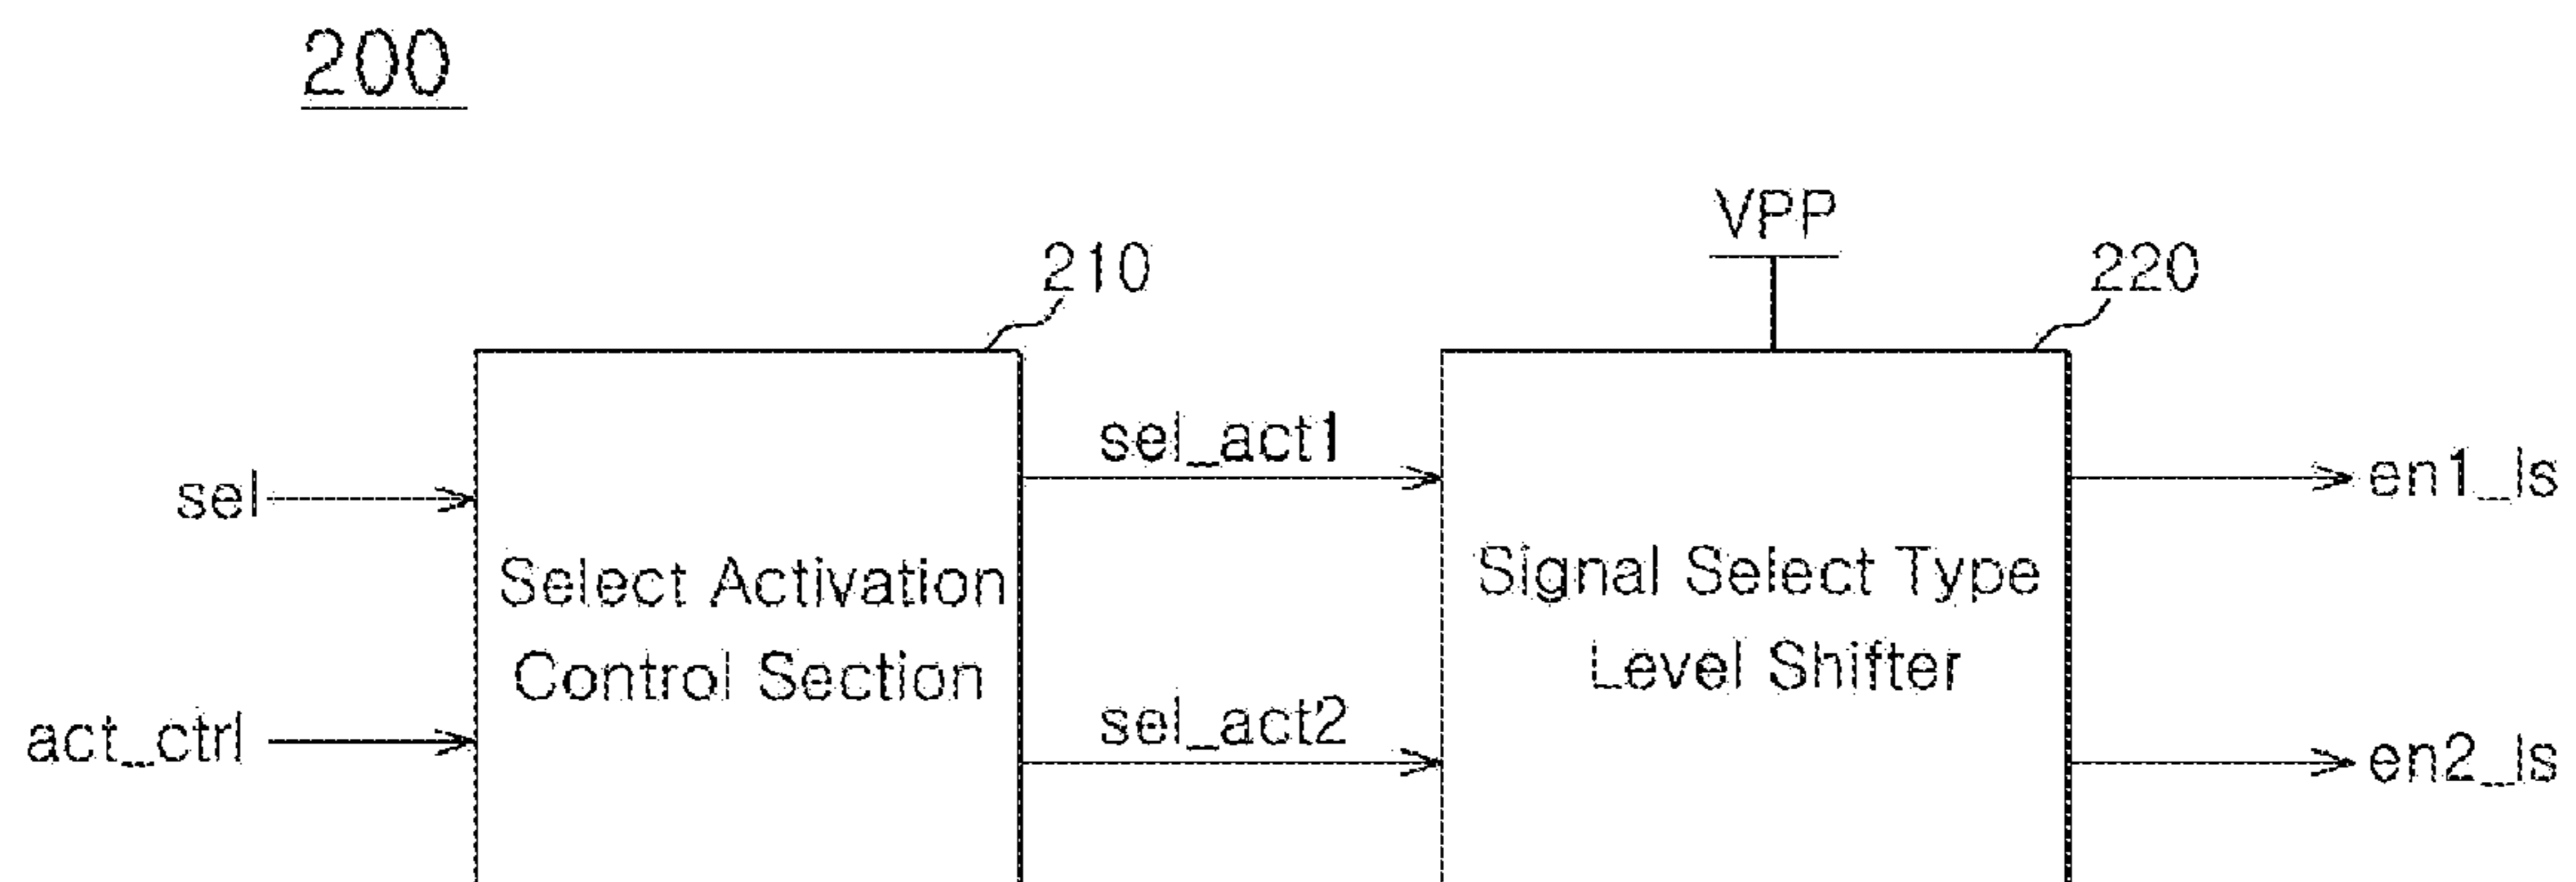 200
VPP
210
220
sel_act1
sel
en1_ls
Select Activation
Control Section
Signal Select Type
Level Shifter
sel_act2
act_ctrl
en2_ls